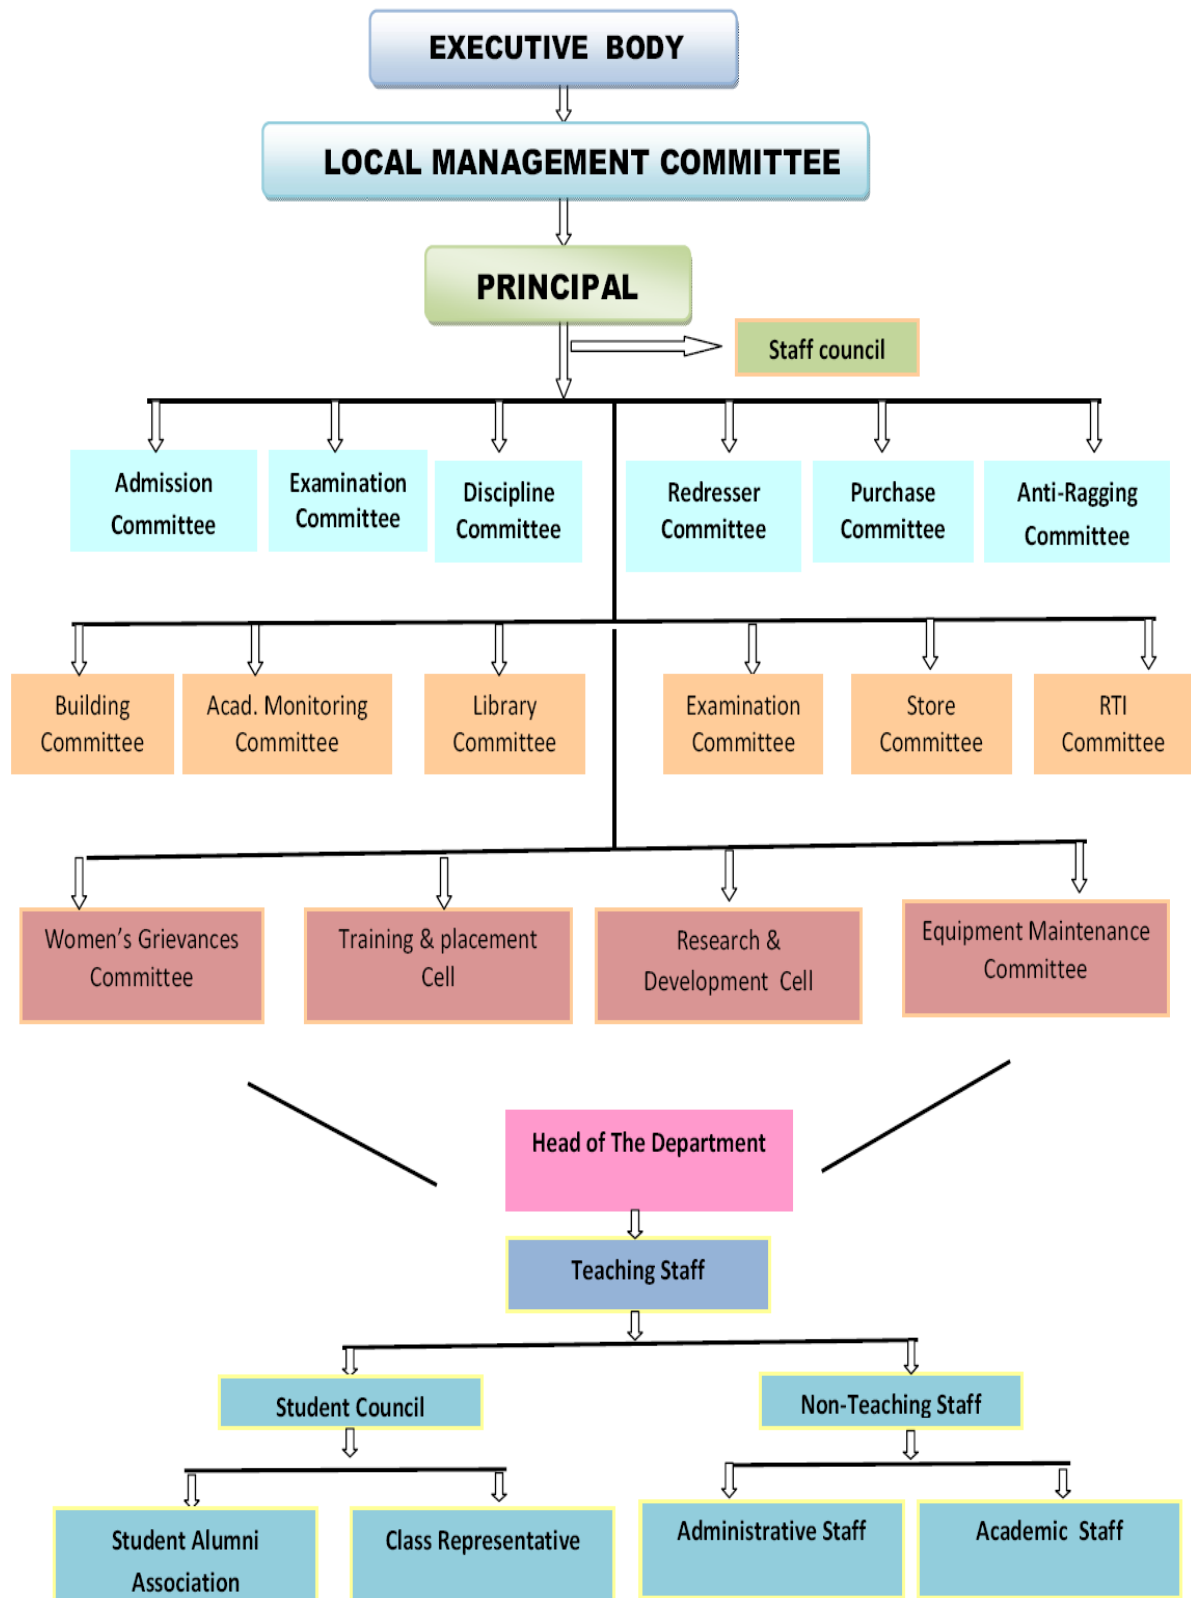 EXECUTIVE BODY
LOCAL MANAGEMENT COMMITTEE
PRINCIPAL
Staff council
Admission
Committee
Examination
Committee
Discipline
Committee
Redresser
Committee
Purchase
Committee
Anti-Ragging
Committee
Building
Committee
Acad. Monitoring
Committee
Library
Committee
Examination
Committee
Store
Committee
RTI
Committee
Women’s Grievances
Committee
Training & placement
Cell
Research &
Development Cell
Equipment Maintenance
Committee
Head of The Department
Teaching Staff
Student Council
Non-Teaching Staff
Student Alumni
Association
Class Representative
Administrative Staff
Academic Staff